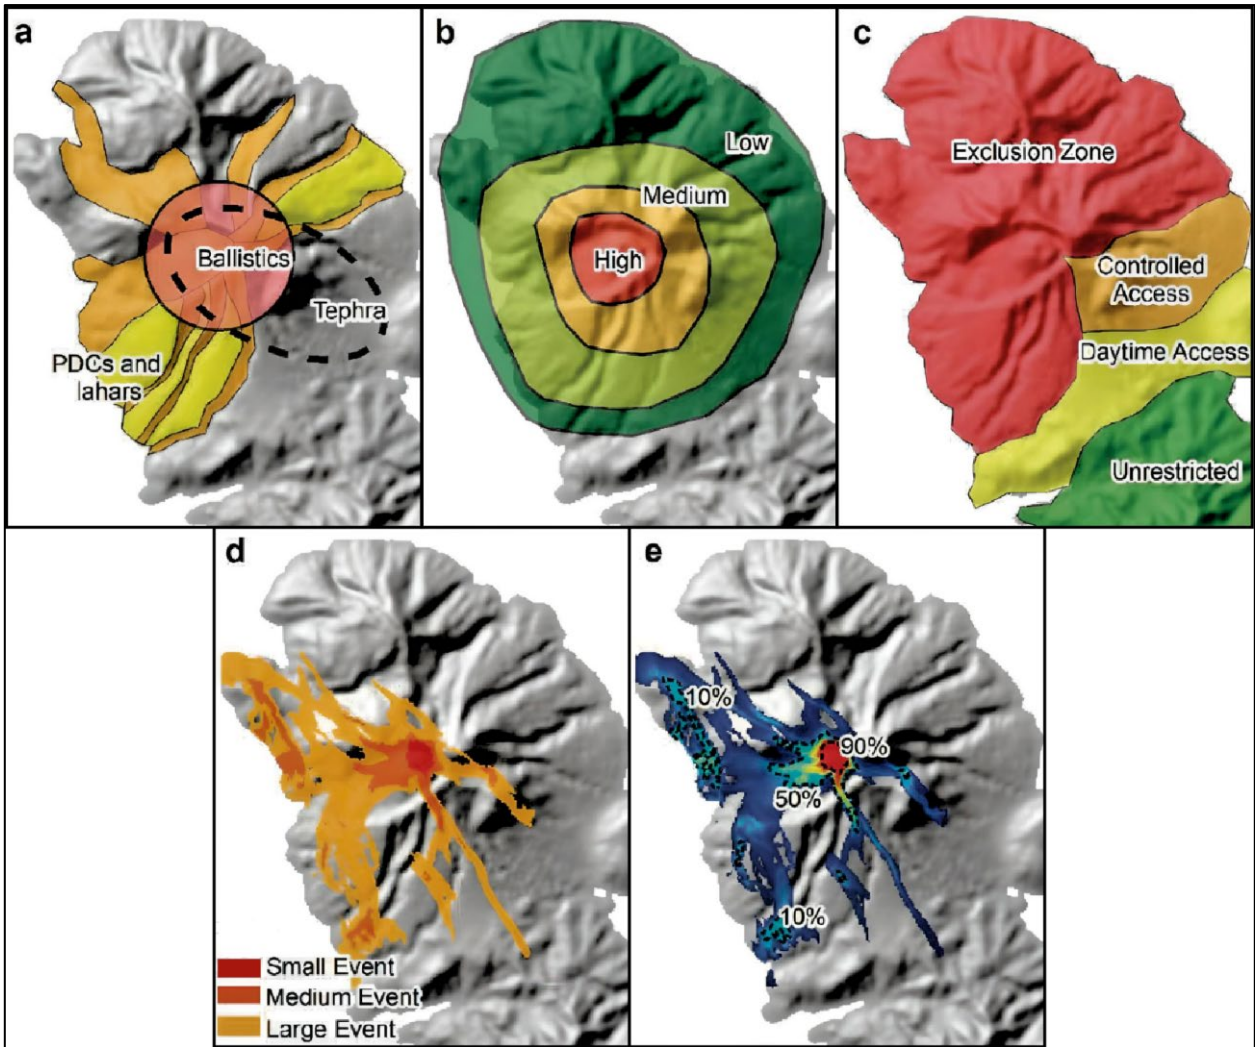 a
Ballistics
Tephra
PDCs and
lahars
b
Low
Medium
High
c
Exclusion Zone
Controlled
Access
Daytime Access
Unrestricted
d
Small Event
Medium Event
Large Event
e
10%
90%
50%
10%